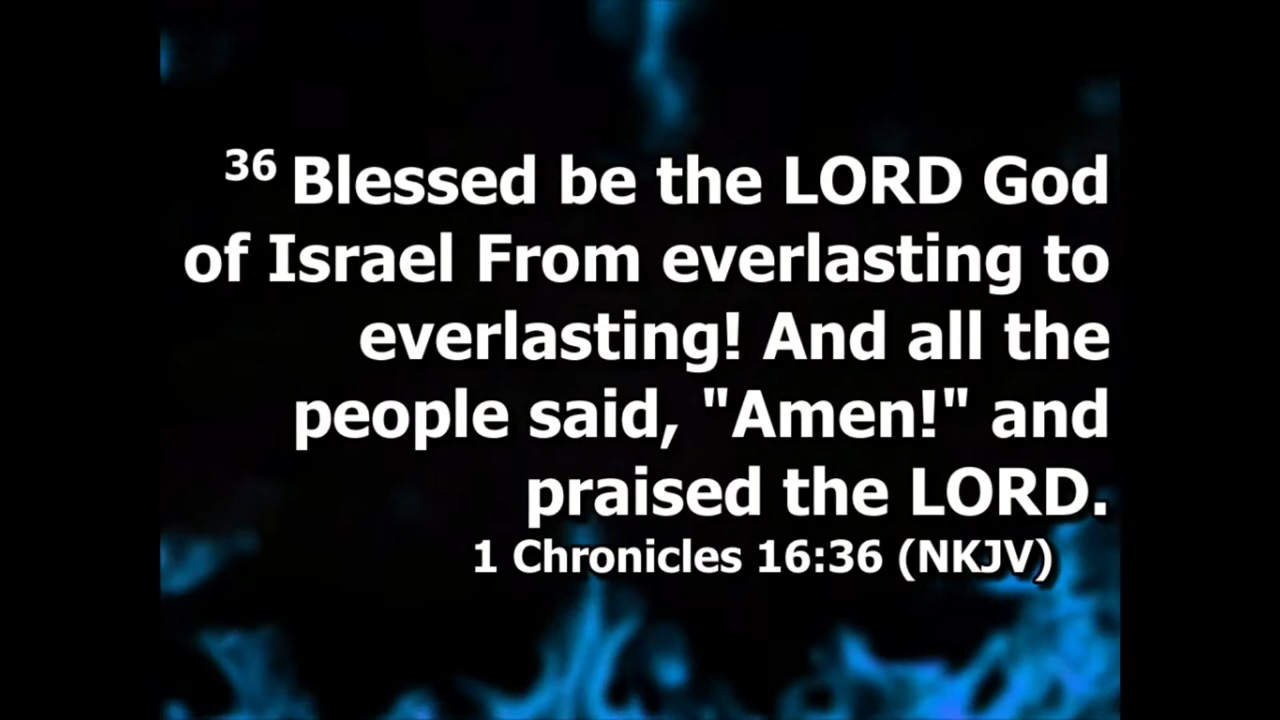 36 Blessed be the LORD God
of Israel From everlasting to
everlasting! And all the
people said, "Amen!" and
praised the LORD.
1 Chronicles 16:36 (NKJV)